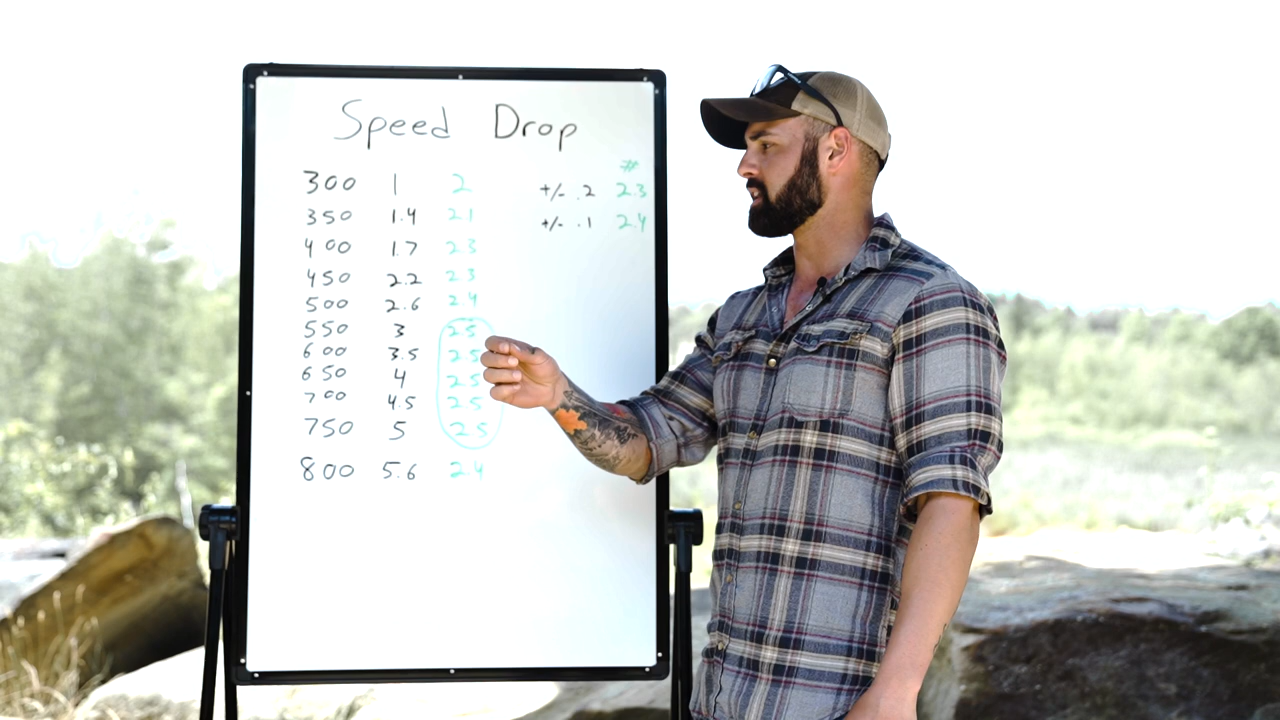 Speed Drop
#
300 1 2 +/- .2 2.3
350 1.4 2.1 +/- .1 2.4
400 1.7 2.3
450 2.2 2.3
500 2.6 2.4
550 3 2.5
600 3.5 2.5
650 4 2.5
700 4.5 2.5
750 5 2.5
800 5.6 2.4